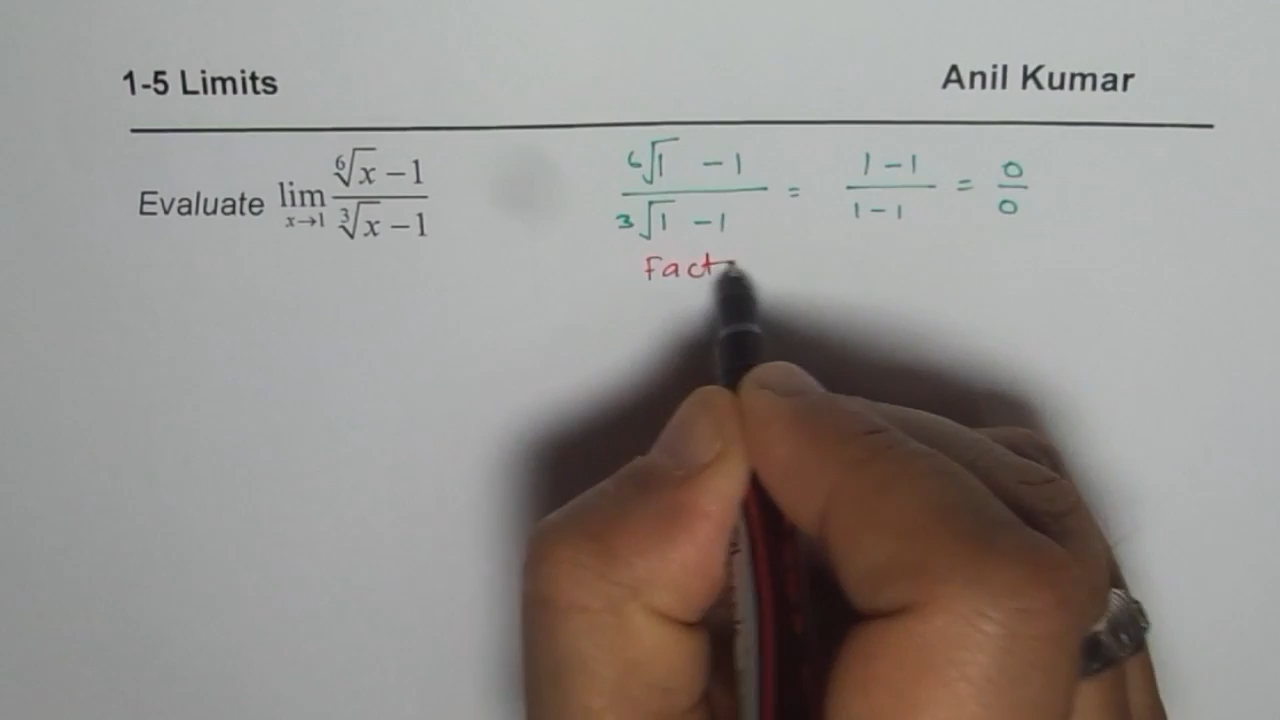 1-5 Limits Anil Kumar
Evaluate lim x→1 (⁶√x − 1)/(³√x − 1) (⁶√1 − 1)/(³√1 − 1) = (1 − 1)/(1 − 1) = 0/0
Fact